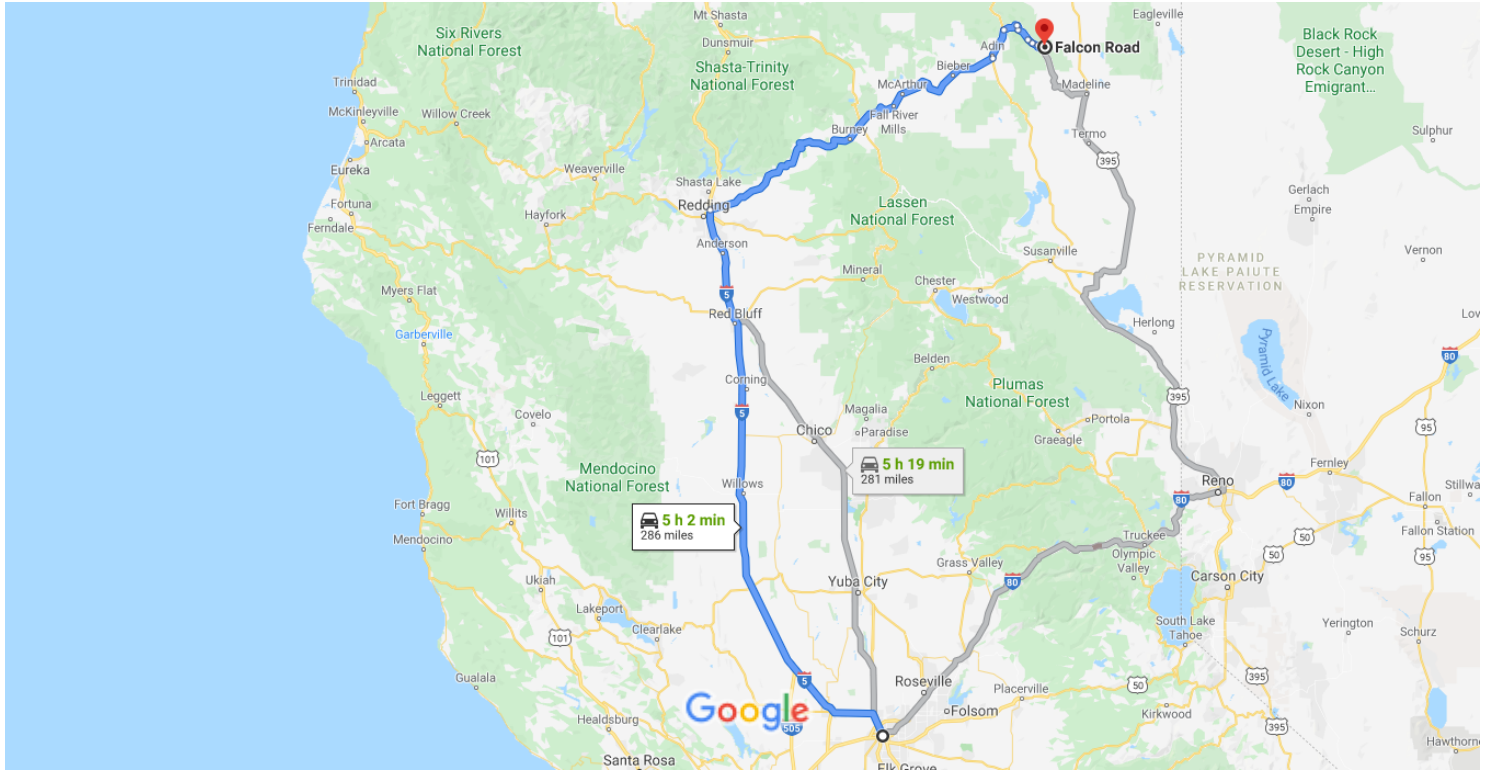 Mt Shasta
Eagleville
Six Rivers
National Forest
Dunsmuir
Black Rock
Desert - High
Rock Canyon
Emigrant...
Adin
Falcon Road
Shasta-Trinity
National Forest
Bieber
Trinidad
McArthur
Madeline
McKinleyville
Willow Creek
Fall River
Mills
Arcata
Burney
Termo
Sulphur
395
Eureka
Weaverville
Shasta Lake
Gerlach
Empire
Fortuna
Redding
Lassen
National Forest
Ferndale
Hayfork
Anderson
Susanville
Vernon
PYRAMID
LAKE PAIUTE
RESERVATION
Mineral
Chester
Westwood
Myers Flat
5
Red Bluff
Herlong
Garberville
Pyramid Lake
80
Belden
Corning
Plumas
National Forest
Leggett
395
Nixon
Covelo
5
Magalia
Paradise
Portola
Chico
Graeagle
95
101
5 h 19 min
281 miles
Mendocino
National Forest
Fernley
Willows
Reno
80
80
Fallon
Fort Bragg
Willits
5 h 2 min
286 miles
Fallon Station
Mendocino
Truckee
Olympic
Valley
50
50
95
Grass Valley
80
Ukiah
Yuba City
Carson City
Lakeport
101
Clearlake
South Lake
Tahoe
Yerington
Schurz
5
Gualala
Roseville
Placerville
50
395
95
Google
Folsom
Kirkwood
Healdsburg
505
395
Hawthorne
Santa Rosa
Elk Grove